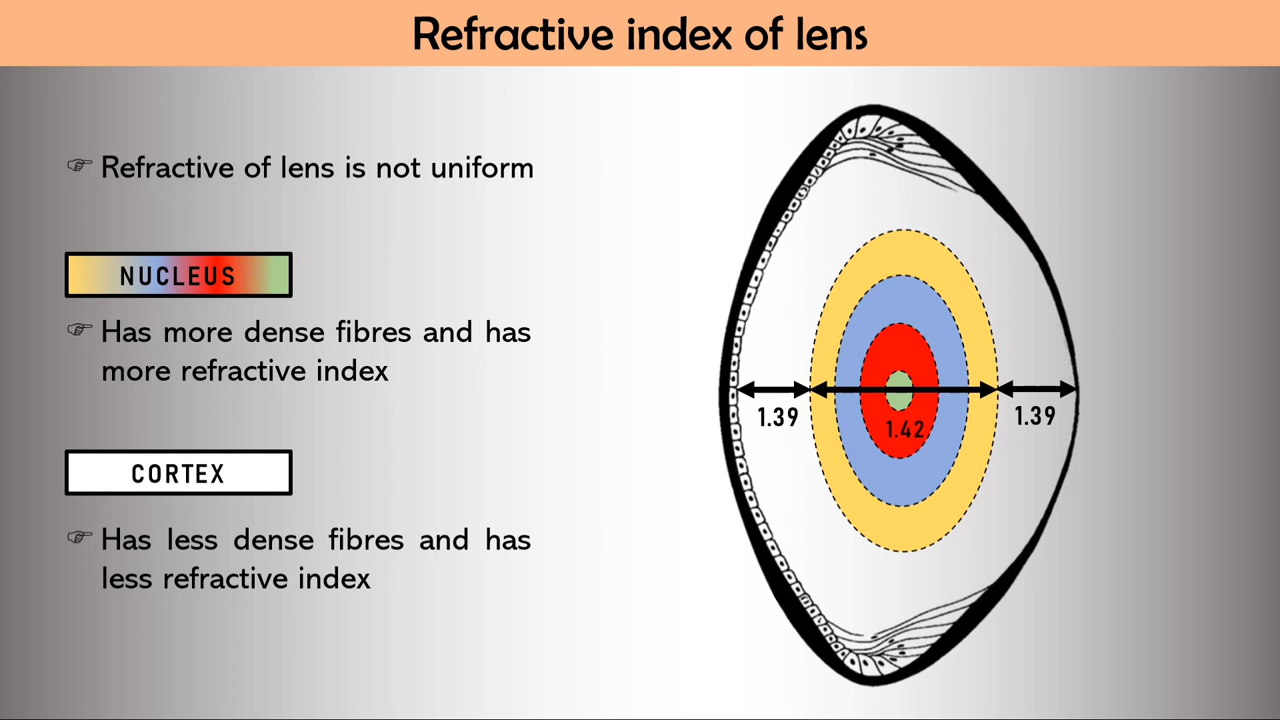 Refractive index of lens
☞ Refractive of lens is not uniform
NUCLEUS
☞ Has more dense fibres and has
more refractive index
CORTEX
☞ Has less dense fibres and has
less refractive index
1.39
1.42
1.39